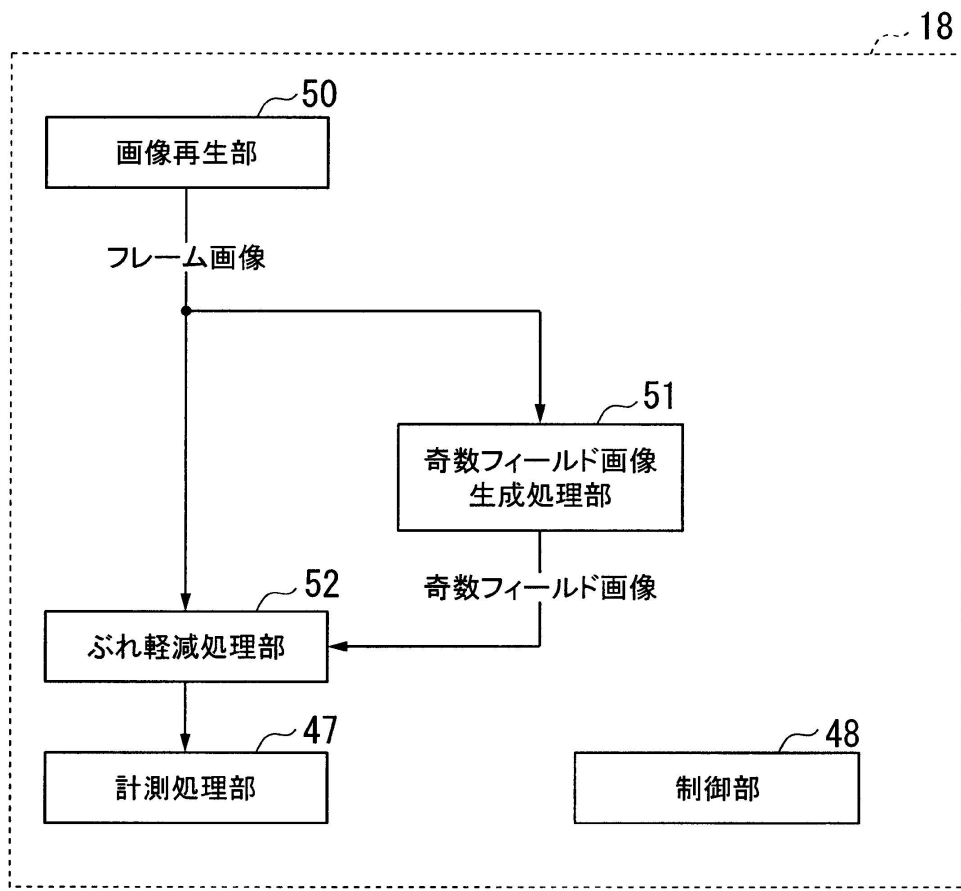 18
50
画像再生部
フレーム画像
51
奇数フィールド画像
生成処理部
奇数フィールド画像
52
ぶれ軽減処理部
47
計測処理部
48
制御部